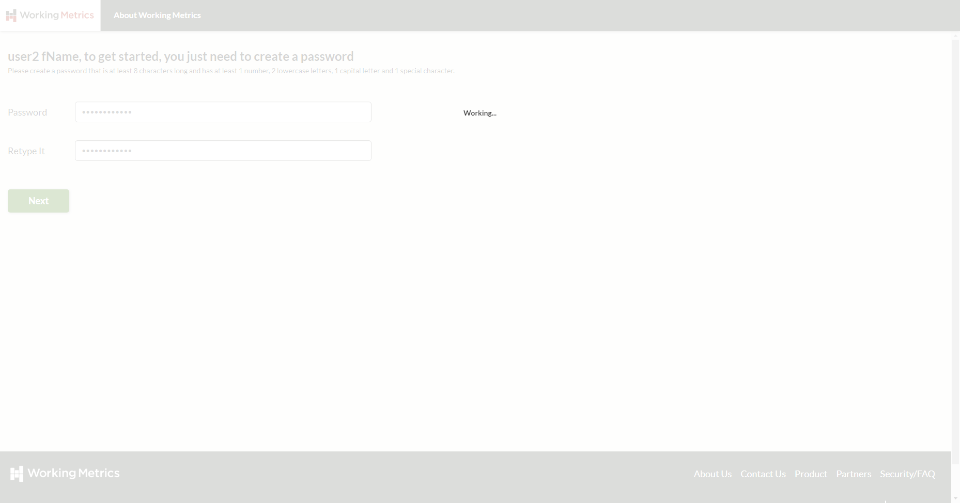 Working Metrics
About Working Metrics
user2 fName, to get started, you just need to create a password
Please create a password that is at least 8 characters long and has at least 1 number, 2 lowercase letters, 1 capital letter and 1 special character.
Password ••••••••••••
Working...
Retype it ••••••••••••
Next
Working Metrics
About Us Contact Us Product Partners Security/FAQ